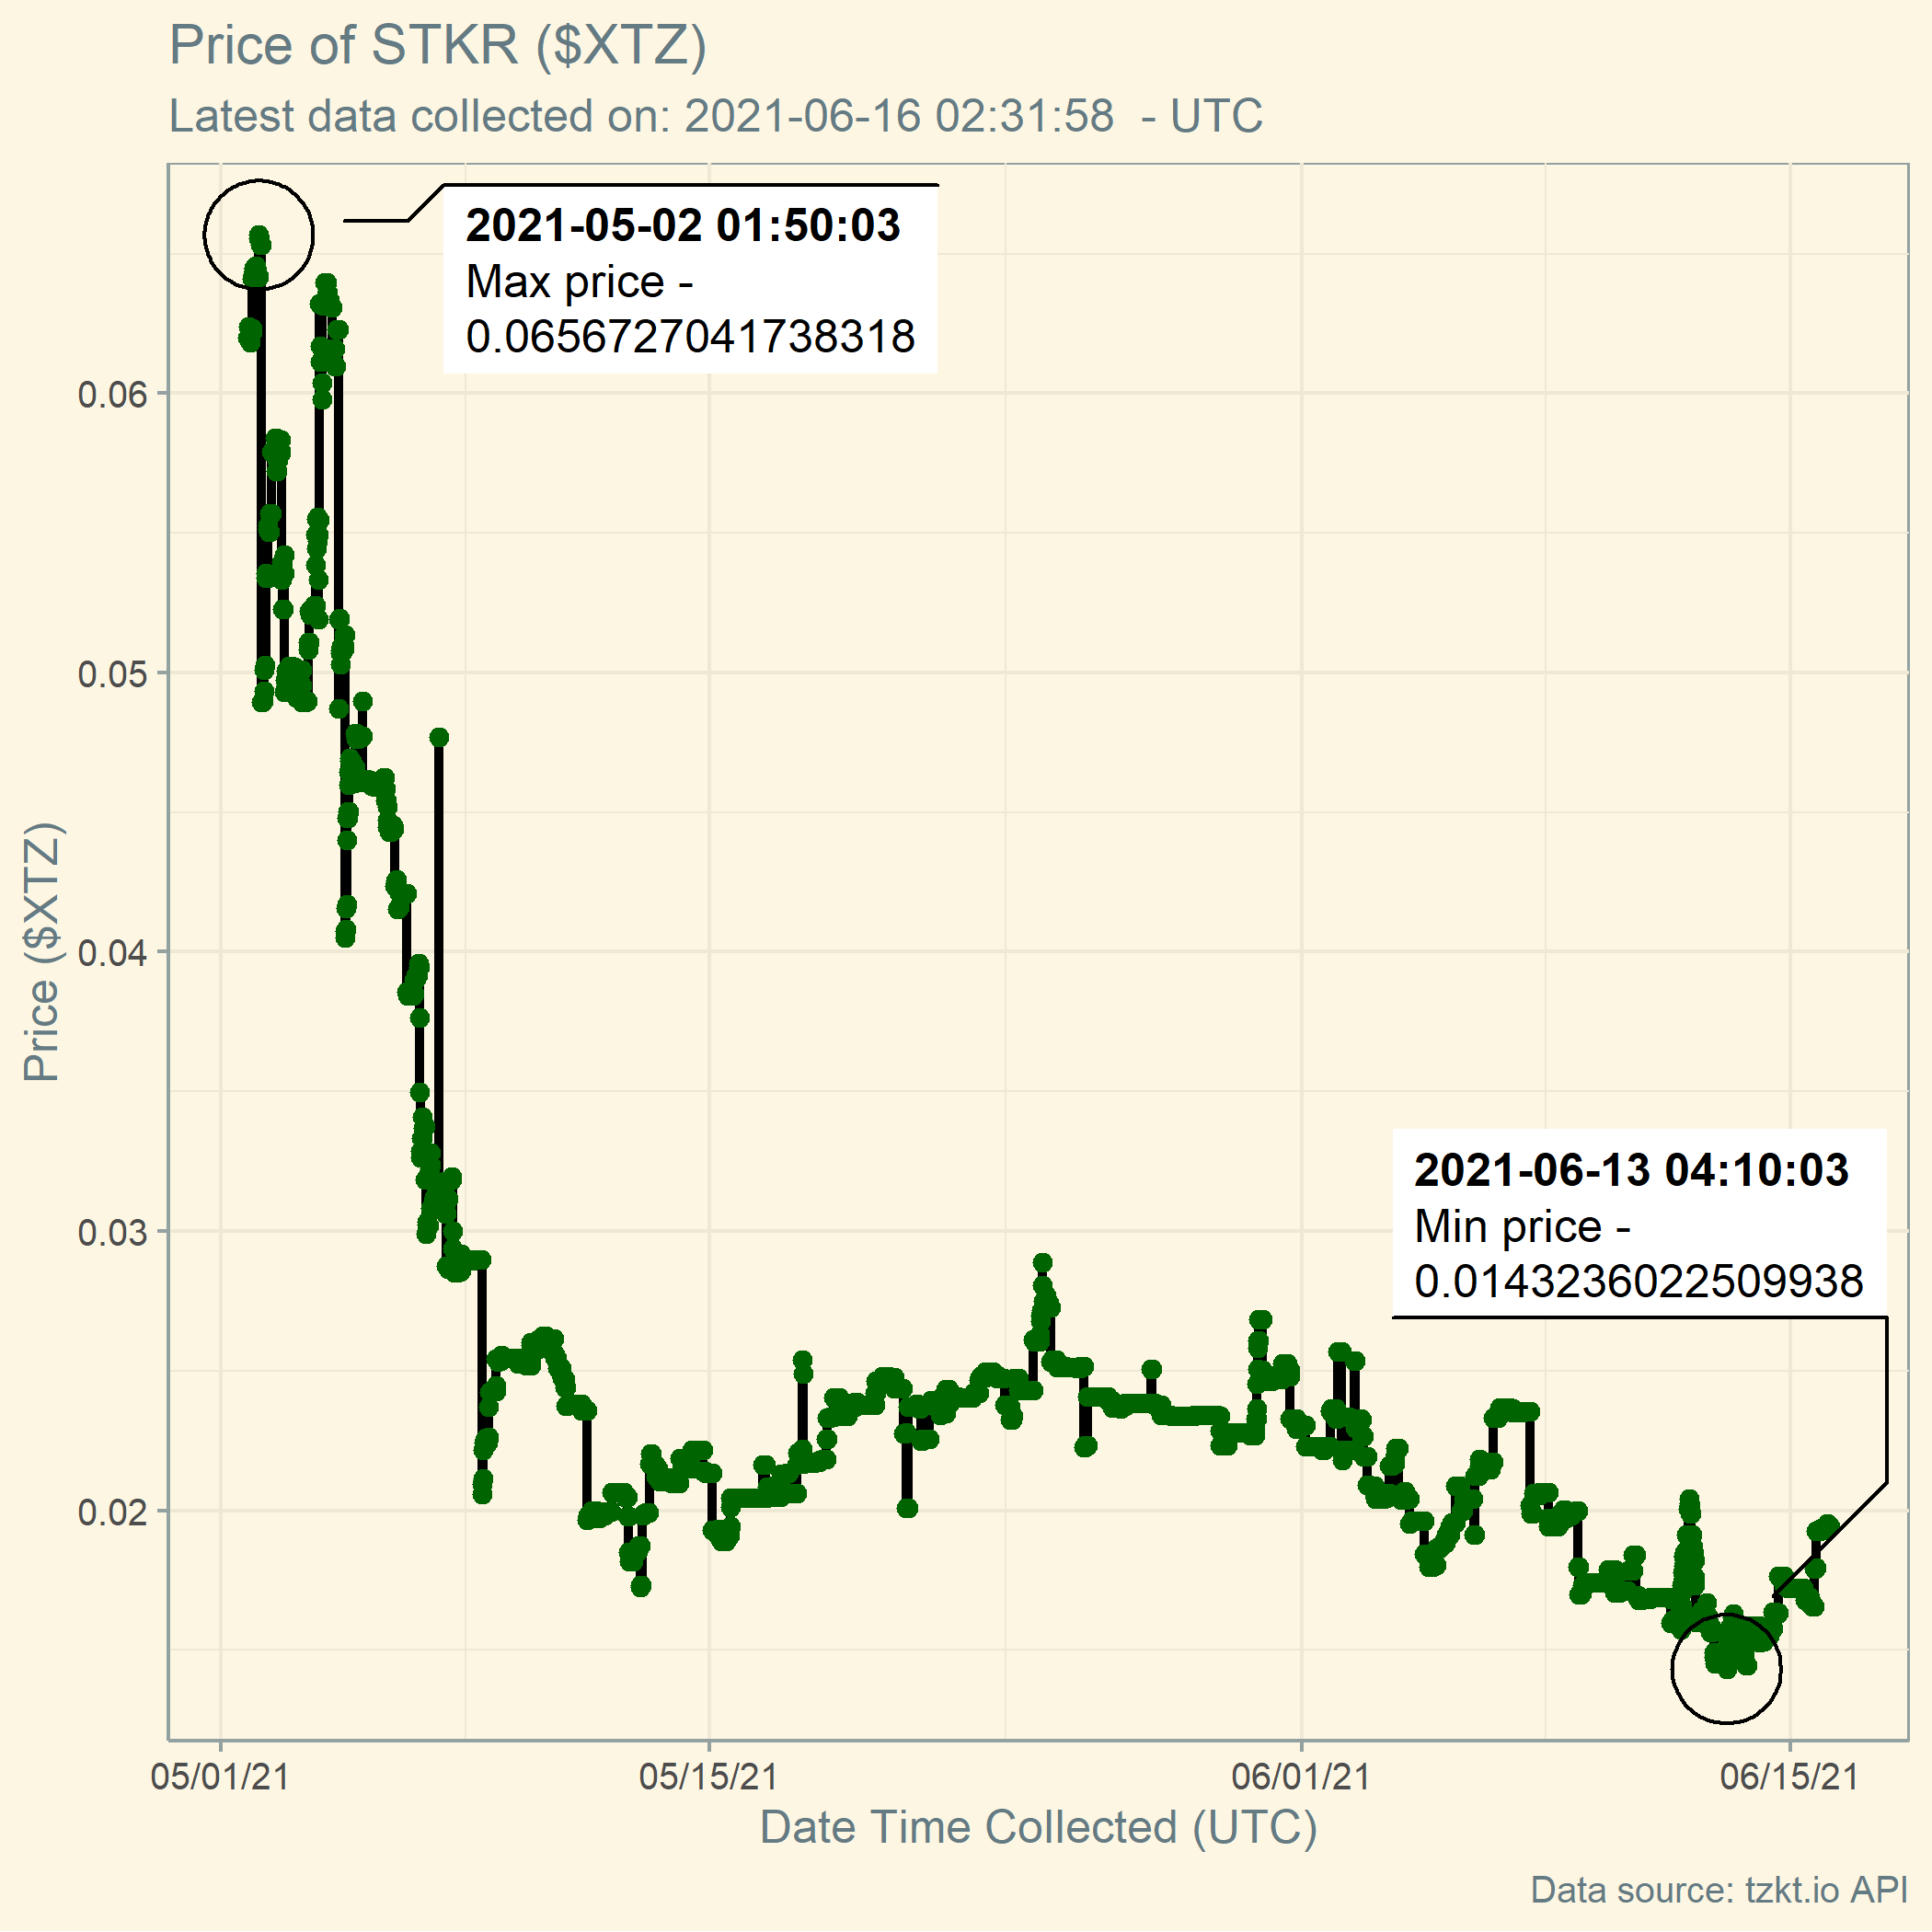 Price of STKR ($XTZ)
Latest data collected on: 2021-06-16 02:31:58 - UTC
2021-05-02 01:50:03
Max price -
0.0656727041738318
0.06
0.05
0.04
0.03
0.02
Price ($XTZ)
2021-06-13 04:10:03
Min price -
0.0143236022509938
05/01/21
05/15/21
06/01/21
06/15/21
Date Time Collected (UTC)
Data source: tzkt.io API